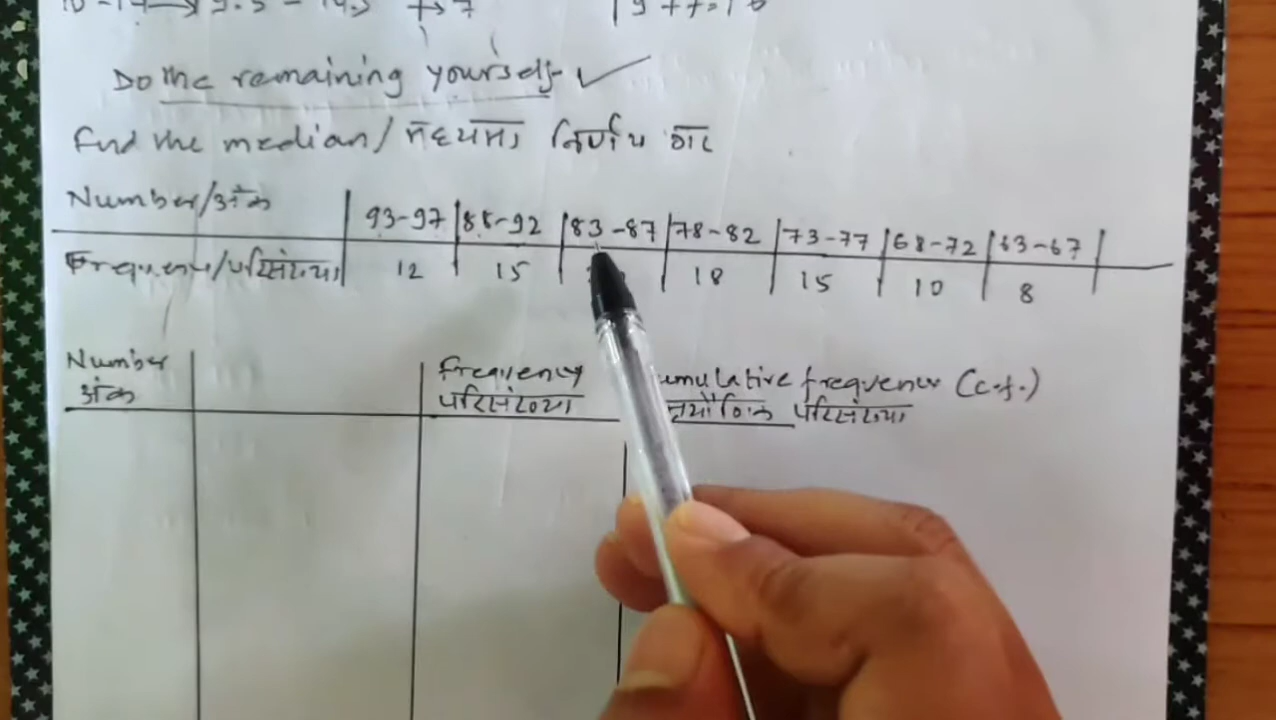 Do the remaining yourself ✓
Find the median/मध्यमा निर्णय कर
Number/अंक 93-97 88-92 83-87 78-82 73-77 68-72 63-67
Frequency/परिसंख्या 12 15 18 15 10 8
Number Frequency cumulative frequency (c.f.)
अंक परिसंख्या परिसंख्या